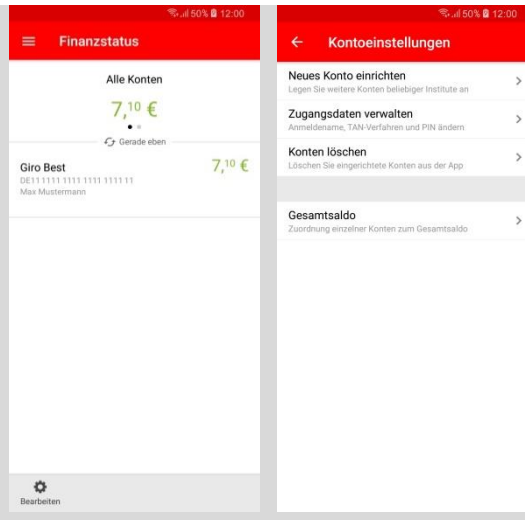 50% 12:00
Finanzstatus
Alle Konten
7,10 €
Gerade eben
Giro Best
7,10 €
DE11 1111 1111 1111 1111 11
Max Mustermann
Bearbeiten
50% 12:00
Kontoeinstellungen
Neues Konto einrichten
Legen Sie weitere Konten beliebiger Institute an
Zugangsdaten verwalten
Anmeldename, TAN-Verfahren und PIN ändern
Konten löschen
Löschen Sie eingerichtete Konten aus der App
Gesamtsaldo
Zuordnung einzelner Konten zum Gesamtsaldo